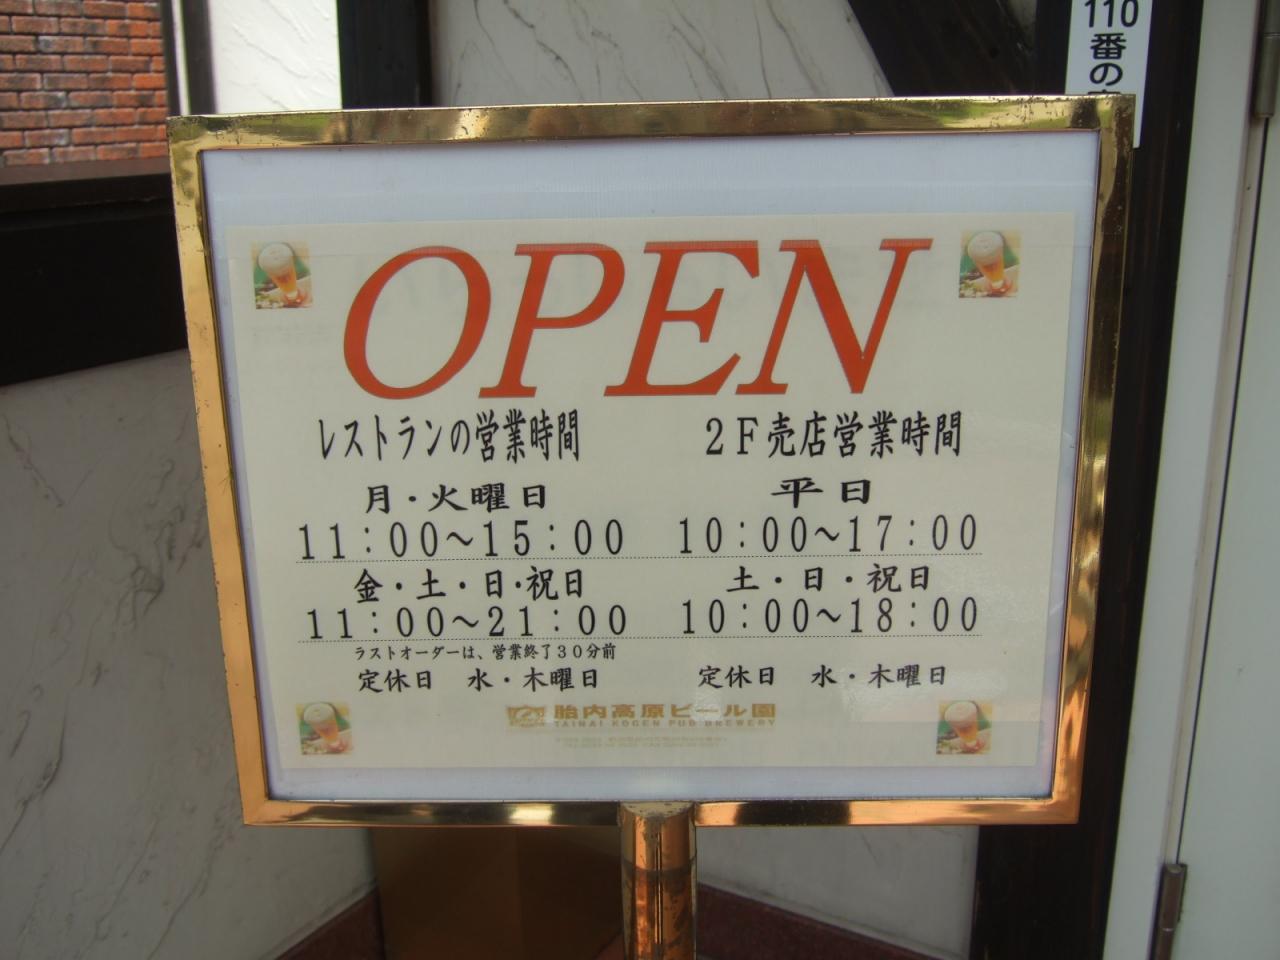 110番の
OPEN
レストランの営業時間
月・火曜日
11：00～15：00
金・土・日・祝日
11：00～21：00
ラストオーダーは、営業終了30分前
定休日 水・木曜日
2F売店営業時間
平日
10：00～17：00
土・日・祝日
10：00～18：00
定休日 水・木曜日
胎内高原ビール園
TAINAI KOGEN PUB BREWERY